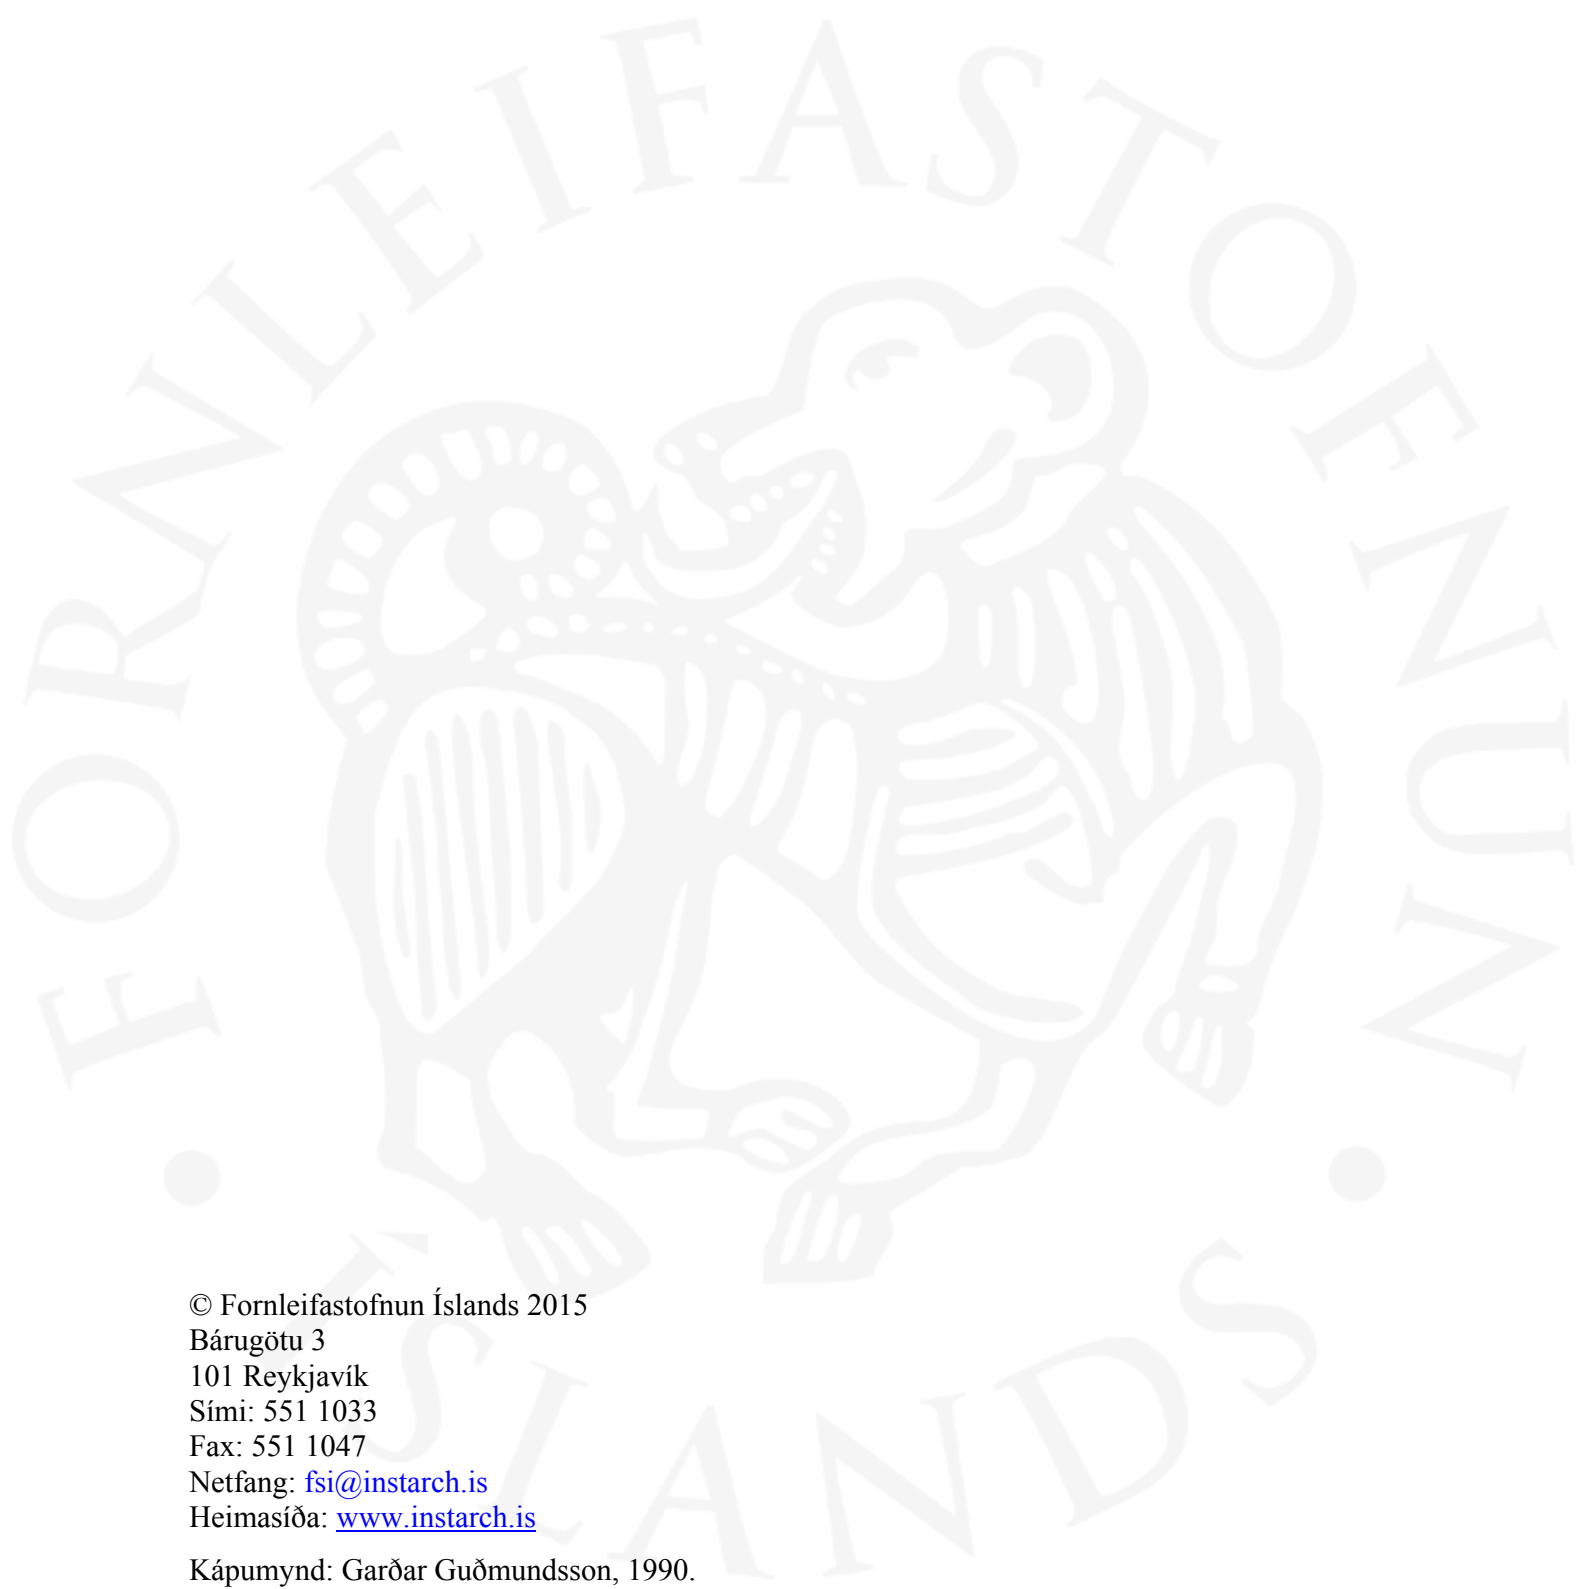 FORNLEIFASTOFNUN
ÍSLANDS
© Fornleifastofnun Íslands 2015
Bárugötu 3
101 Reykjavík
Sími: 551 1033
Fax: 551 1047
Netfang: fsi@instarch.is
Heimasíða: www.instarch.is
Kápumynd: Garðar Guðmundsson, 1990.